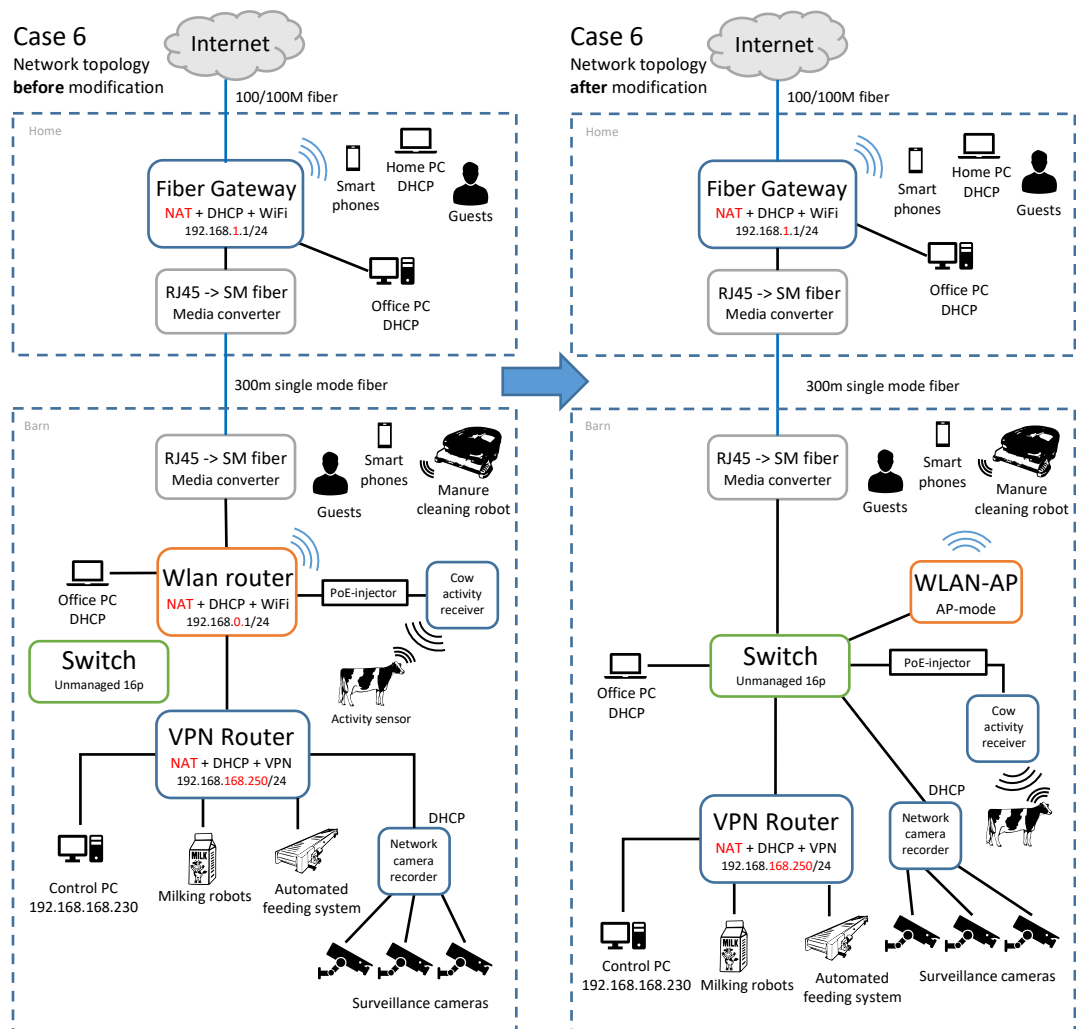 Case 6
Network topology
before modification
Internet
100/100M fiber
Home
Fiber Gateway
NAT + DHCP + WiFi
192.168.1.1/24
Smart
phones
Home PC
DHCP
Guests
Office PC
DHCP
RJ45 -> SM fiber
Media converter
300m single mode fiber
Barn
RJ45 -> SM fiber
Media converter
Guests
Smart
phones
Manure
cleaning robot
Office PC
DHCP
Wlan router
NAT + DHCP + WiFi
192.168.0.1/24
PoE-injector
Cow
activity
receiver
Switch
Unmanaged 16p
Activity sensor
VPN Router
NAT + DHCP + VPN
192.168.168.250/24
DHCP
Network
camera
recorder
Control PC
192.168.168.230
MILK
Milking robots
Automated
feeding system
Surveillance cameras
Case 6
Network topology
after modification
Internet
100/100M fiber
Home
Fiber Gateway
NAT + DHCP + WiFi
192.168.1.1/24
Smart
phones
Home PC
DHCP
Guests
Office PC
DHCP
RJ45 -> SM fiber
Media converter
300m single mode fiber
Barn
RJ45 -> SM fiber
Media converter
Guests
Smart
phones
Manure
cleaning robot
WLAN-AP
AP-mode
Office PC
DHCP
Switch
Unmanaged 16p
PoE-injector
Cow
activity
receiver
VPN Router
NAT + DHCP + VPN
192.168.168.250/24
DHCP
Network
camera
recorder
Control PC
192.168.168.230
MILK
Milking robots
Automated
feeding system
Surveillance cameras